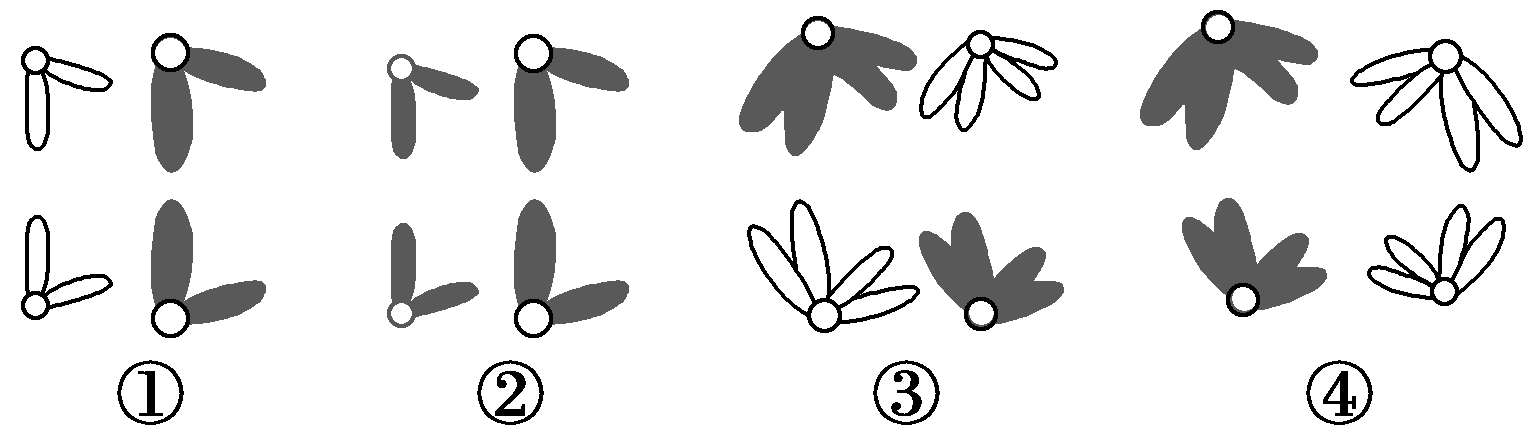 ① ② ③ ④